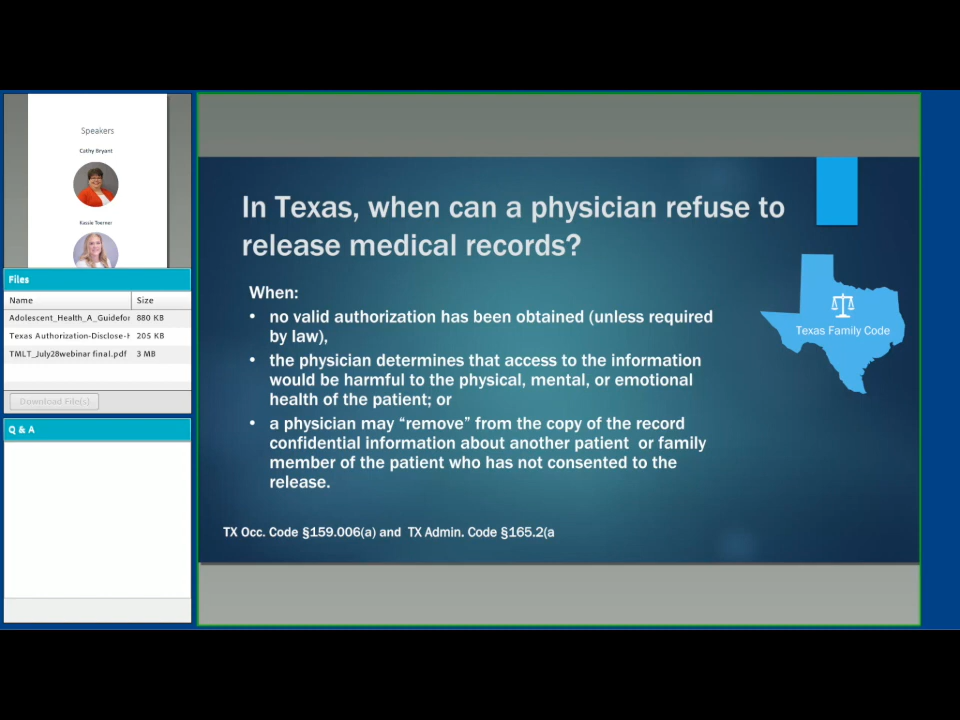 Speakers
Cathy Bryant
Kassie Toerner
Files
Name
Size
Adolescent_Health_A_Guidefor
880 KB
Texas Authorization-Disclose-H
205 KB
TMLT_July28webinar final.pdf
3 MB
Download File(s)
Q & A
In Texas, when can a physician refuse to
release medical records?
When:
• no valid authorization has been obtained (unless required
by law),
• the physician determines that access to the information
would be harmful to the physical, mental, or emotional
health of the patient; or
• a physician may “remove” from the copy of the record
confidential information about another patient or family
member of the patient who has not consented to the
release.
TX Occ. Code §159.006(a) and TX Admin. Code §165.2(a
Texas Family Code